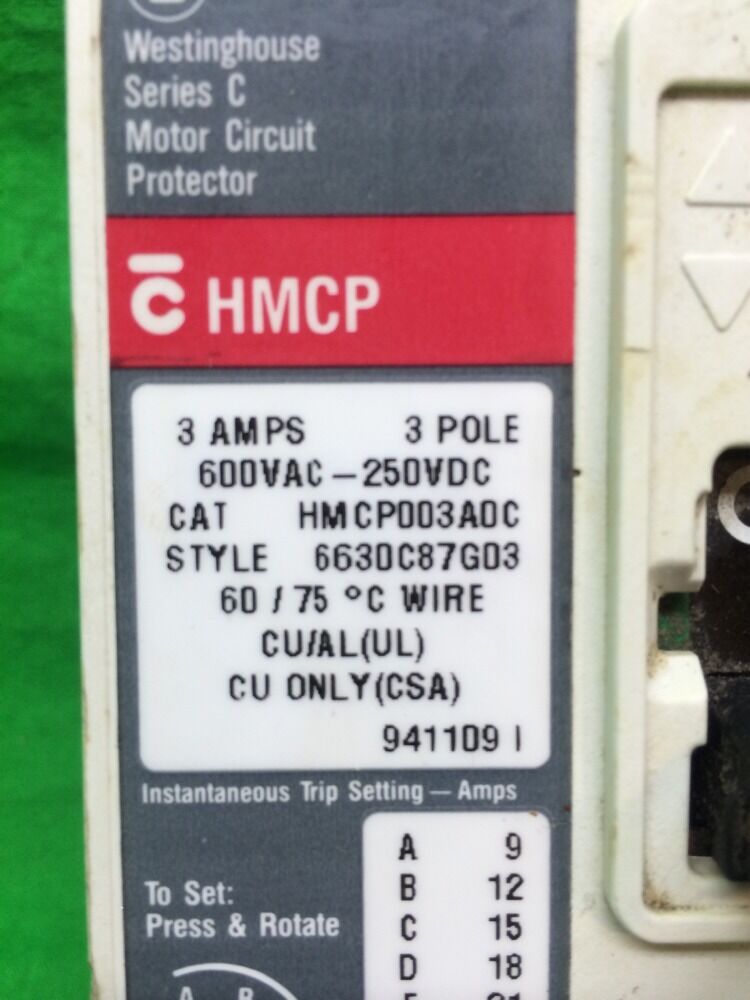 Westinghouse
Series C
Motor Circuit
Protector
C HMCP
3 AMPS 3 POLE
600VAC – 250VDC
CAT HMCP003A0C
STYLE 6630C87G03
60 / 75 °C WIRE
CU/AL(UL)
CU ONLY(CSA)
941109 I
Instantaneous Trip Setting — Amps
A 9
B 12
To Set:
Press & Rotate
C 15
D 18
A B